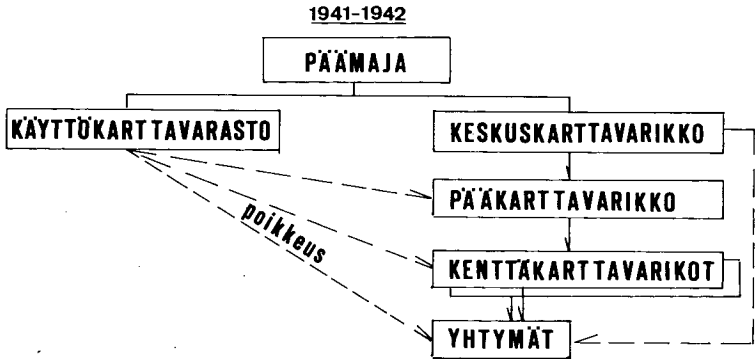 1941-1942
PÄÄMAJA
KÄYTTÖKARTTAVARASTO
KESKUSKARTTAVARIKKO
PÄÄKARTTAVARIKKO
poikkeus
KENTTÄKARTTAVARIKOT
YHTYMÄT